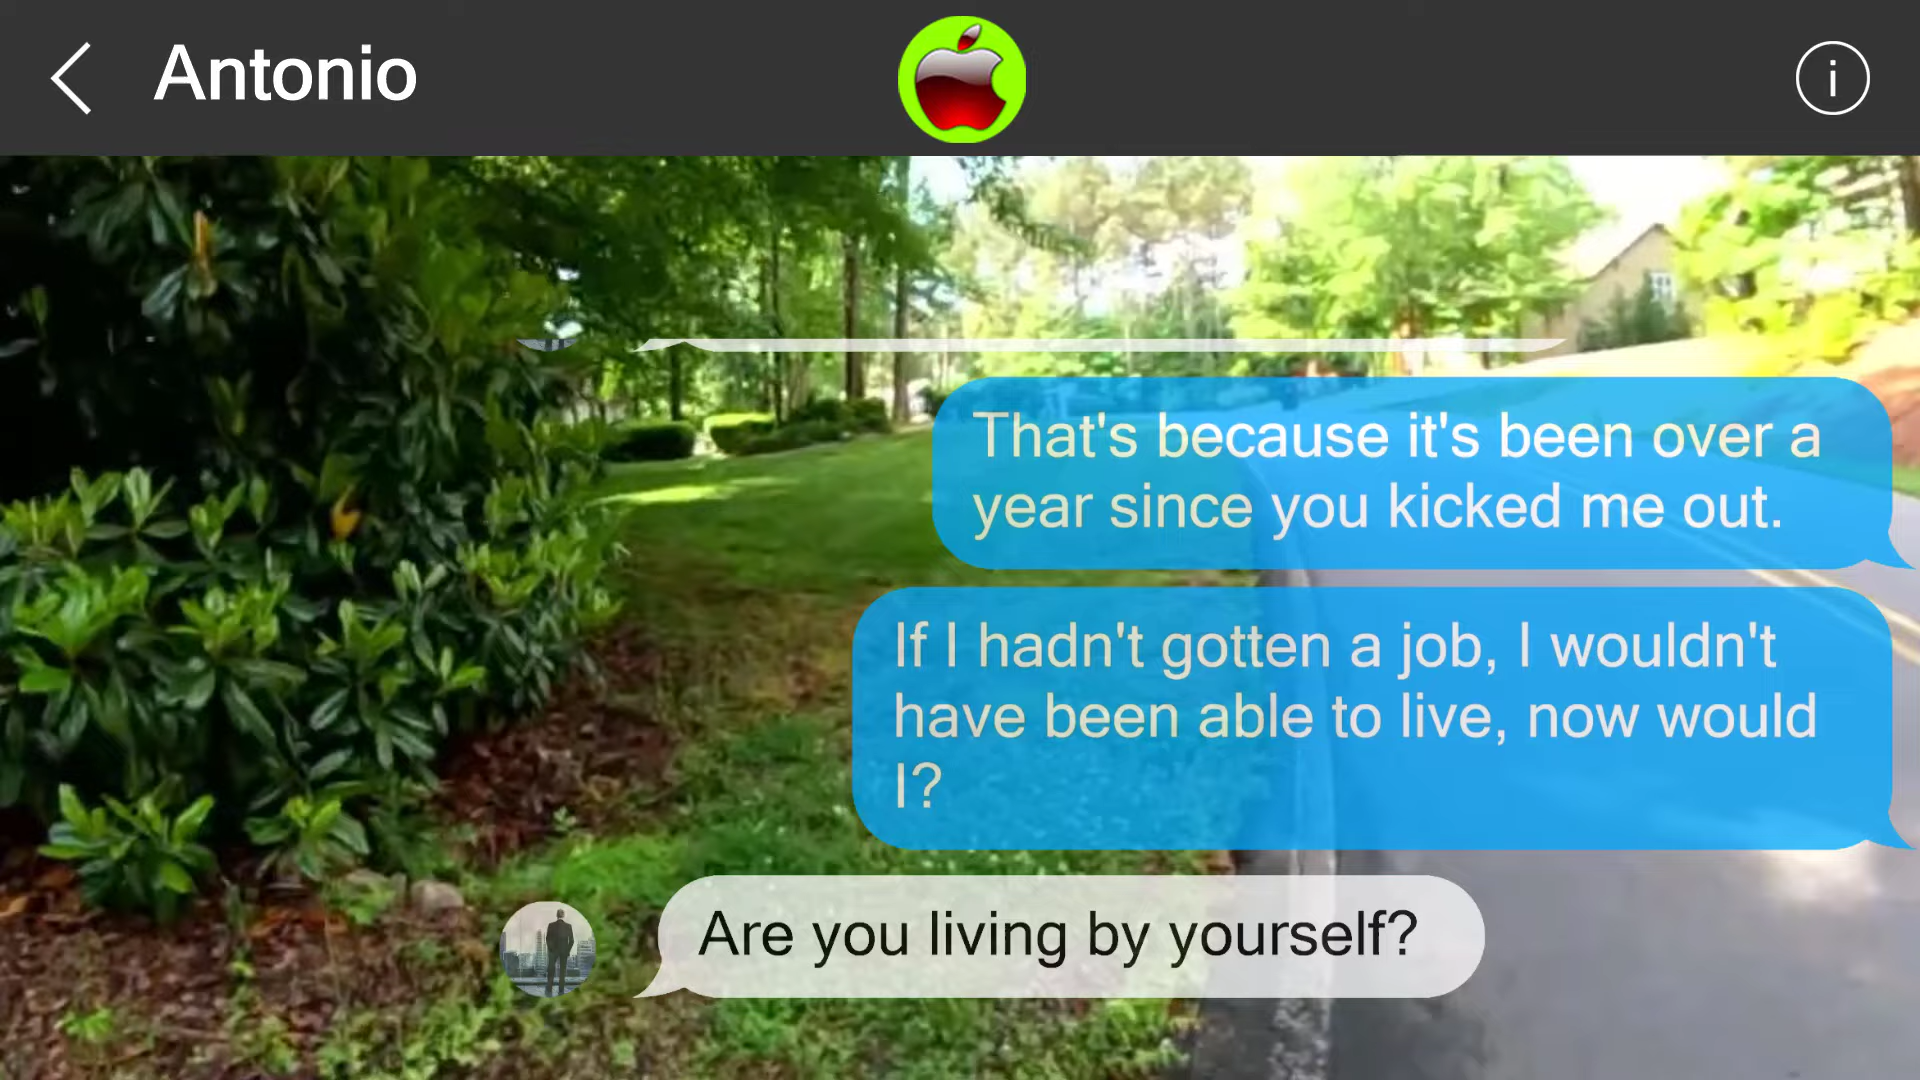 Antonio
i
That's because it's been over a
year since you kicked me out.
If I hadn't gotten a job, I wouldn't
have been able to live, now would
I?
Are you living by yourself?